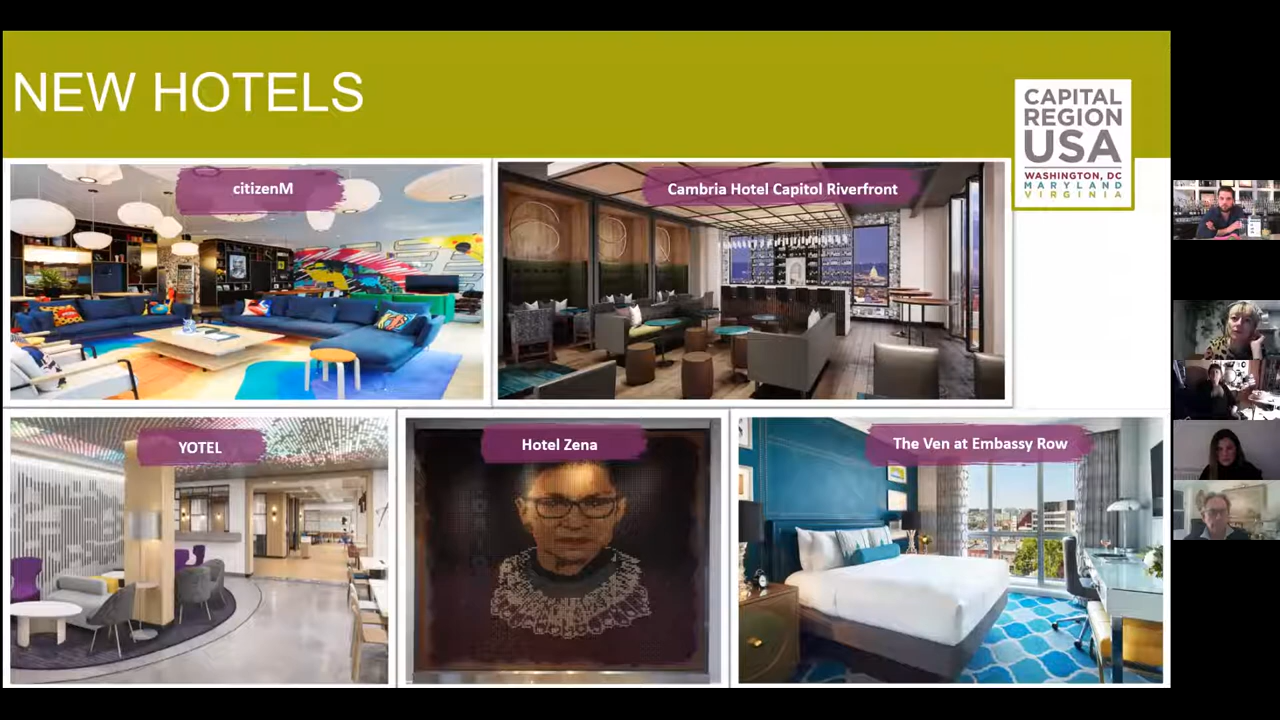 NEW HOTELS
CAPITAL
REGION
USA
WASHINGTON, DC
MARYLAND
VIRGINIA
citizenM
Cambria Hotel Capitol Riverfront
YOTEL
Hotel Zena
The Ven at Embassy Row